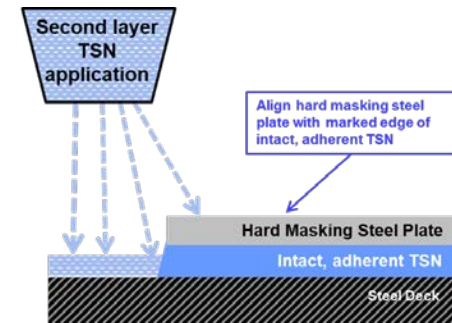 Second layer
TSN
application
Align hard masking steel
plate with marked edge of
intact, adherent TSN
Hard Masking Steel Plate
Intact, adherent TSN
Steel Deck